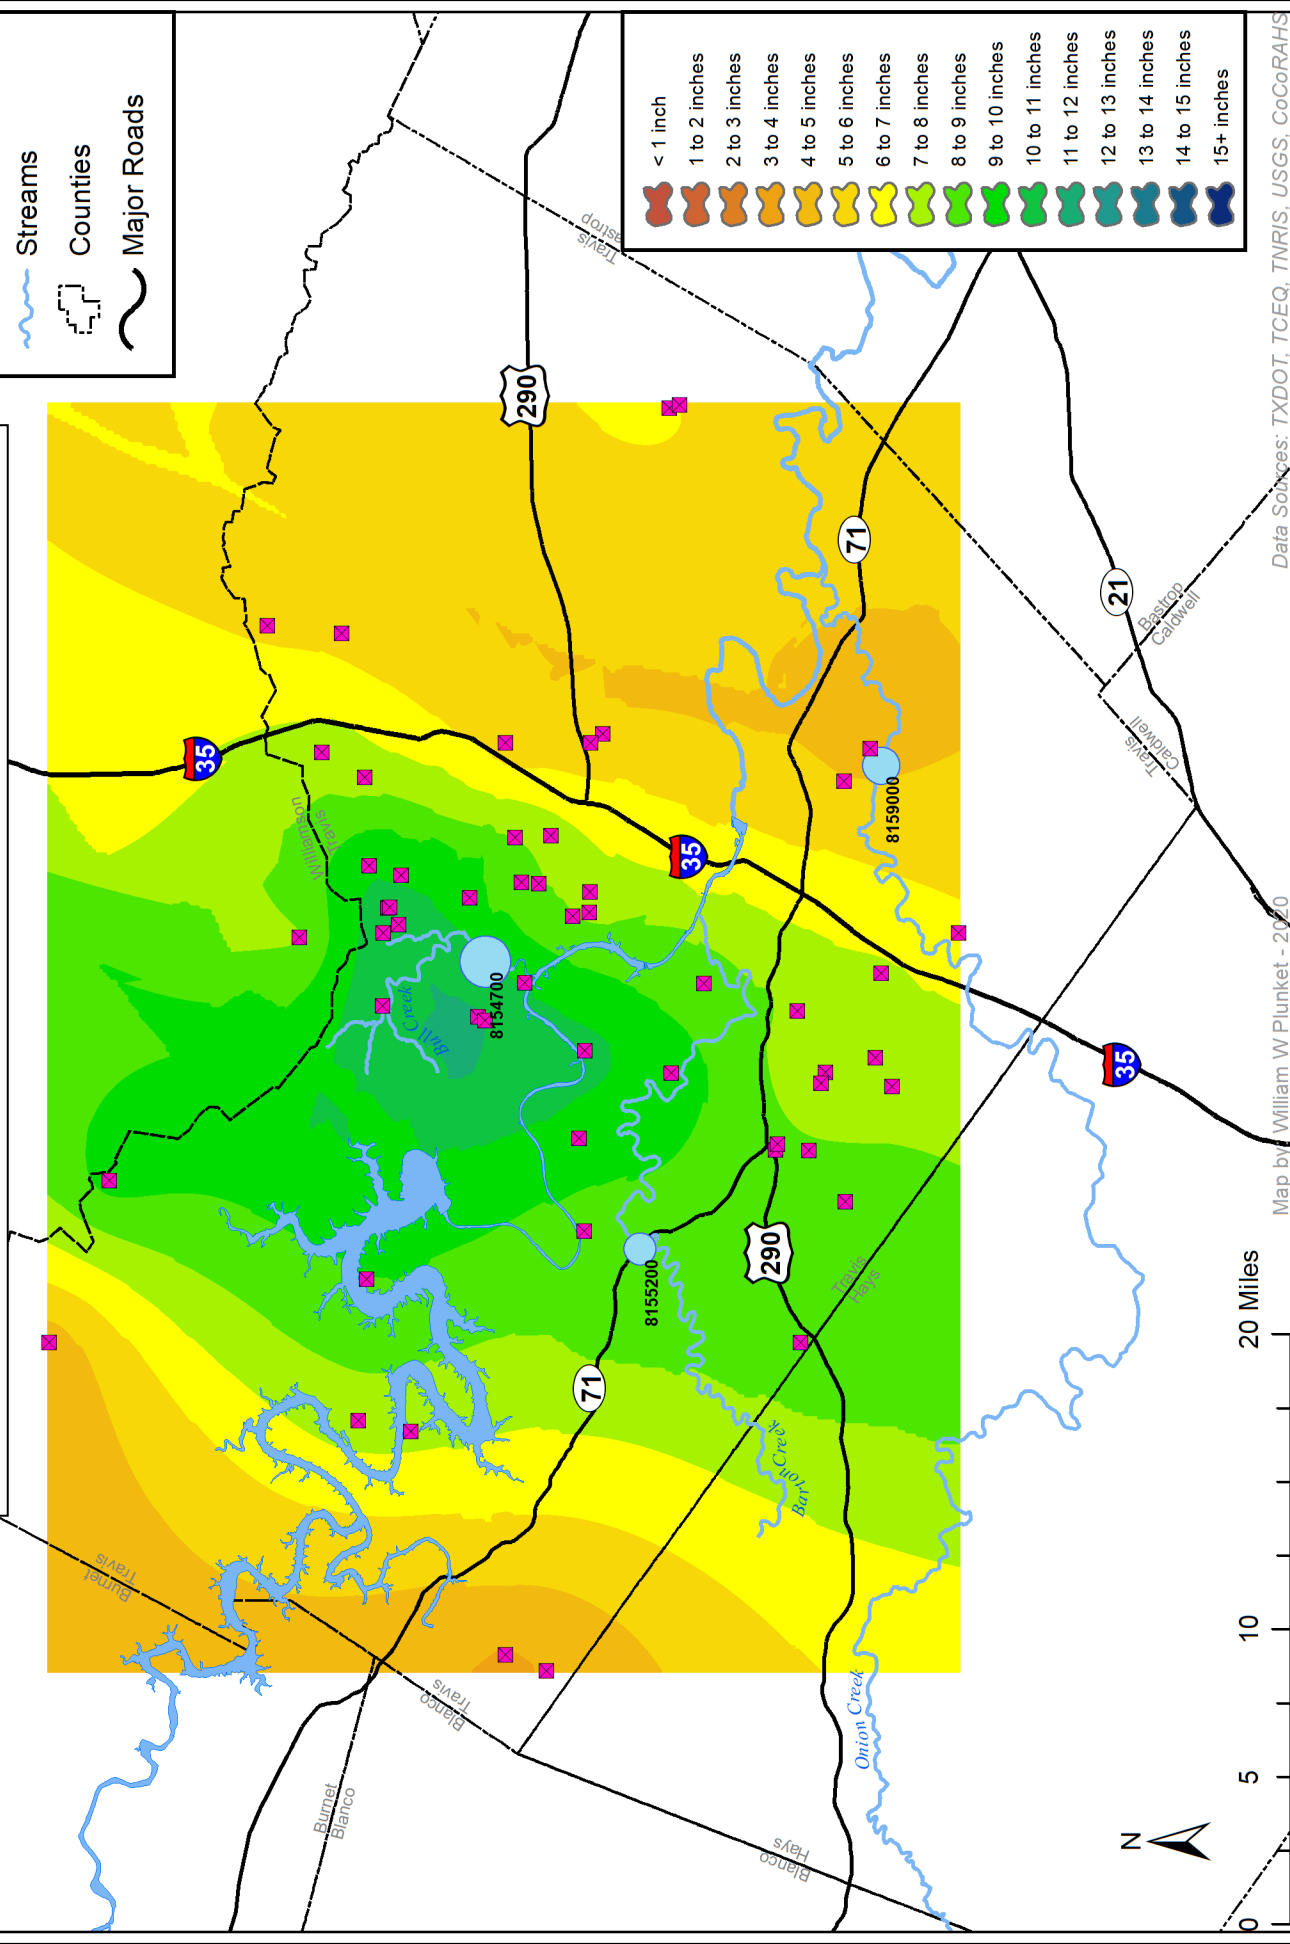 Streams
Counties
Major Roads
< 1 inch
1 to 2 inches
2 to 3 inches
3 to 4 inches
4 to 5 inches
5 to 6 inches
6 to 7 inches
7 to 8 inches
8 to 9 inches
9 to 10 inches
10 to 11 inches
11 to 12 inches
12 to 13 inches
13 to 14 inches
14 to 15 inches
15+ inches
Burnet
Travis
Williamson
Travis
Travis
astrop
Burnet
Blanco
Blanco
Travis
Blanco
Hays
Travis
Hays
Travis
Caldwell
Bastrop
Caldwell
35
35
35
290
290
71
71
21
Bull Creek
Barton Creek
Onion Creek
8154700
8155200
8159000
N
0 5 10 20 Miles
Map by William W Plunket - 2020
Data Sources: TXDOT, TCEQ, TNRIS, USGS, CoCoRAHS